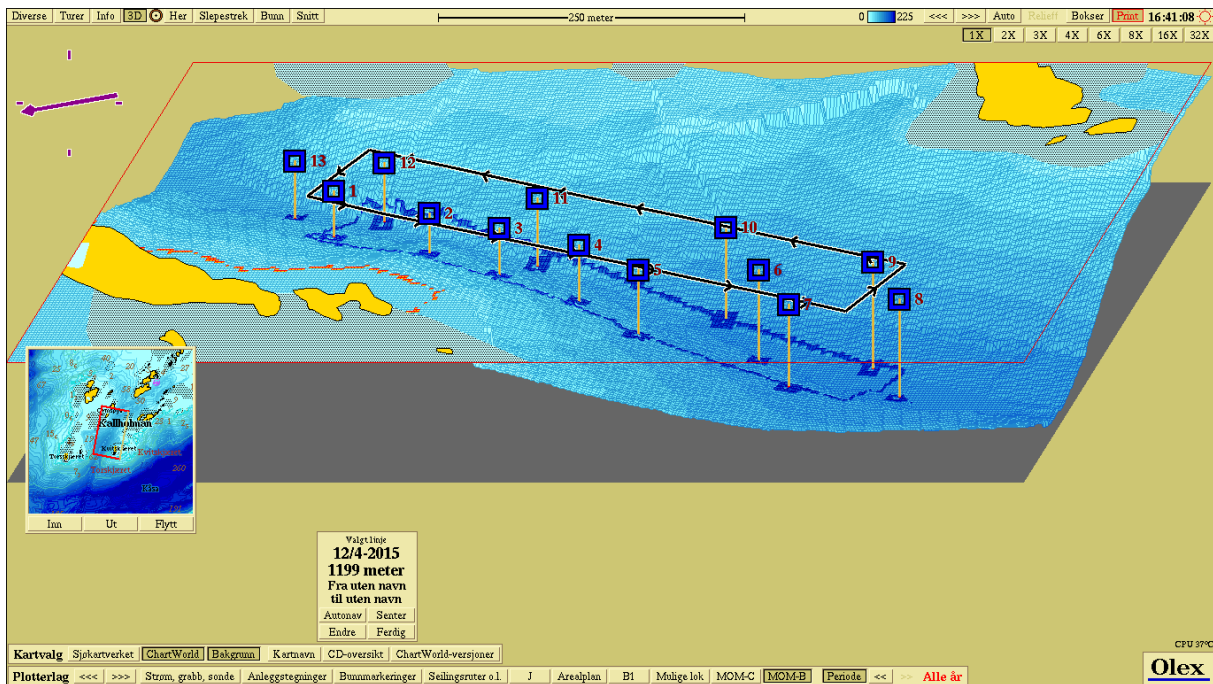 Diverse Turer Info 3D Her Slepestrek Bunn Snitt 250 meter 0 225 <<< >>> Auto Relieff Bokser Print 16:41:08
1X 2X 3X 4X 6X 8X 16X 32X
13 12
1 11
2 10
3
4 9
5 6
7 8
Kallholman
Torskjæret
260
Inn Ut Flytt
Valgt linje
12/4-2015
1199 meter
Fra uten navn
til uten navn
Autonav Senter
Endre Ferdig
CPU 37°C
Kartvalg Sjøkartverket ChartWorld Bakgrunn Kartnavn CD-oversikt ChartWorld-versjoner
Olex
Plotterlag <<< >>> Strøm, grabb, sonde Anleggstegninger Bunnmarkeringer Seilingsruter o.l. J Arealplan B1 Mulige lok MOM-C MOM-B Periode << >> Alle år